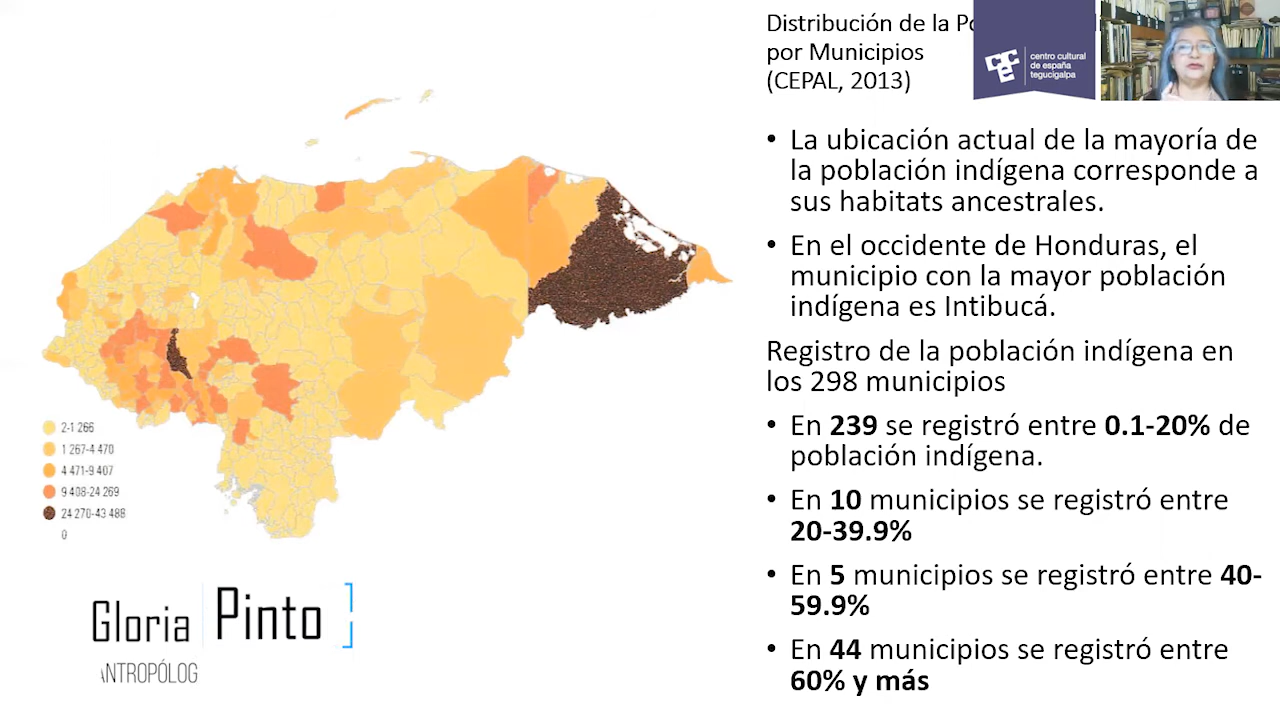 Distribución de la
por Municipios
(CEPAL, 2013)
centro cultural
de españa
tegucigalpa
• La ubicación actual de la mayoría de
la población indígena corresponde a
sus habitats ancestrales.
• En el occidente de Honduras, el
municipio con la mayor población
indígena es Intibucá.
Registro de la población indígena en
los 298 municipios
• En 239 se registró entre 0.1-20% de
población indígena.
• En 10 municipios se registró entre
20-39.9%
• En 5 municipios se registró entre 40-
59.9%
• En 44 municipios se registró entre
60% y más
2-1 266
1 267-4 470
4 471-9 407
9 408-24 269
24 270-43 488
0
Gloria Pinto
ANTROPÓLOG